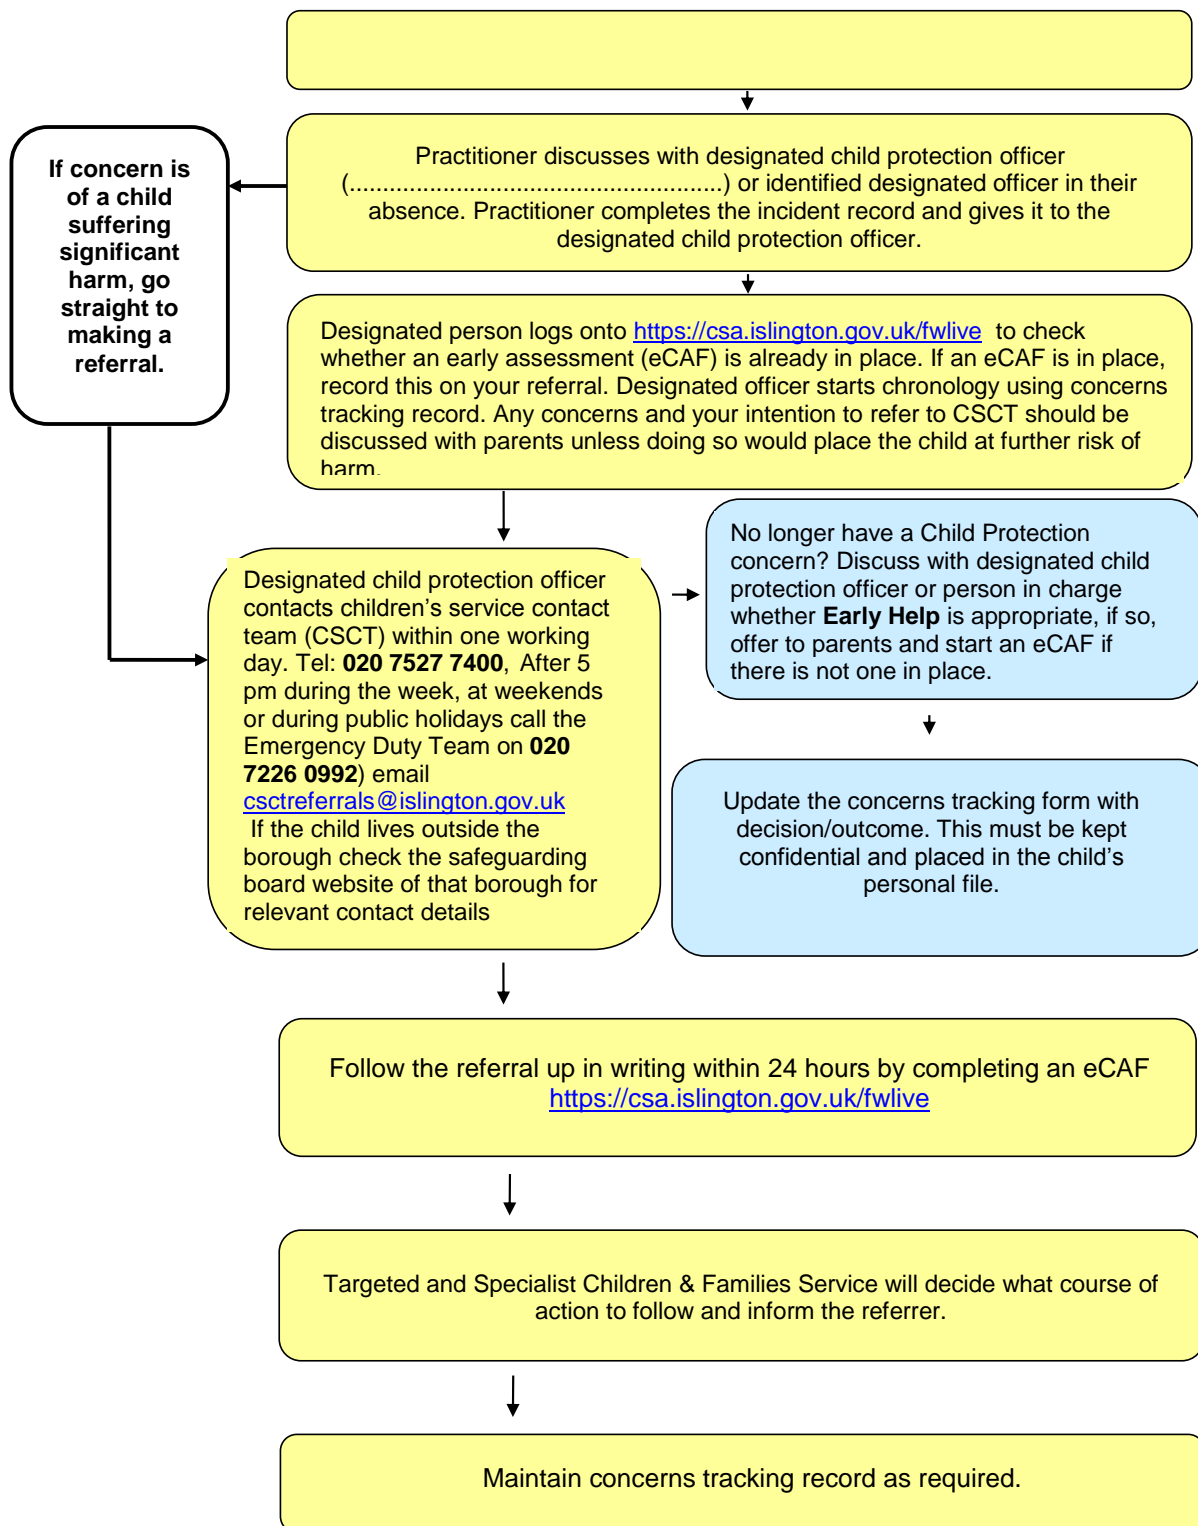 Practitioner discusses with designated child protection officer
(........................................................) or identified designated officer in their
absence. Practitioner completes the incident record and gives it to the
designated child protection officer.
If concern is
of a child
suffering
significant
harm, go
straight to
making a
referral.
Designated person logs onto https://csa.islington.gov.uk/fwlive to check
whether an early assessment (eCAF) is already in place. If an eCAF is in place,
record this on your referral. Designated officer starts chronology using concerns
tracking record. Any concerns and your intention to refer to CSCT should be
discussed with parents unless doing so would place the child at further risk of
harm.
No longer have a Child Protection
concern? Discuss with designated child
protection officer or person in charge
whether Early Help is appropriate, if so,
offer to parents and start an eCAF if
there is not one in place.
Designated child protection officer
contacts children’s service contact
team (CSCT) within one working
day. Tel: 020 7527 7400, After 5
pm during the week, at weekends
or during public holidays call the
Emergency Duty Team on 020
7226 0992) email
csctreferrals@islington.gov.uk
If the child lives outside the
borough check the safeguarding
board website of that borough for
relevant contact details
Update the concerns tracking form with
decision/outcome. This must be kept
confidential and placed in the child’s
personal file.
Follow the referral up in writing within 24 hours by completing an eCAF
https://csa.islington.gov.uk/fwlive
Targeted and Specialist Children & Families Service will decide what course of
action to follow and inform the referrer.
Maintain concerns tracking record as required.